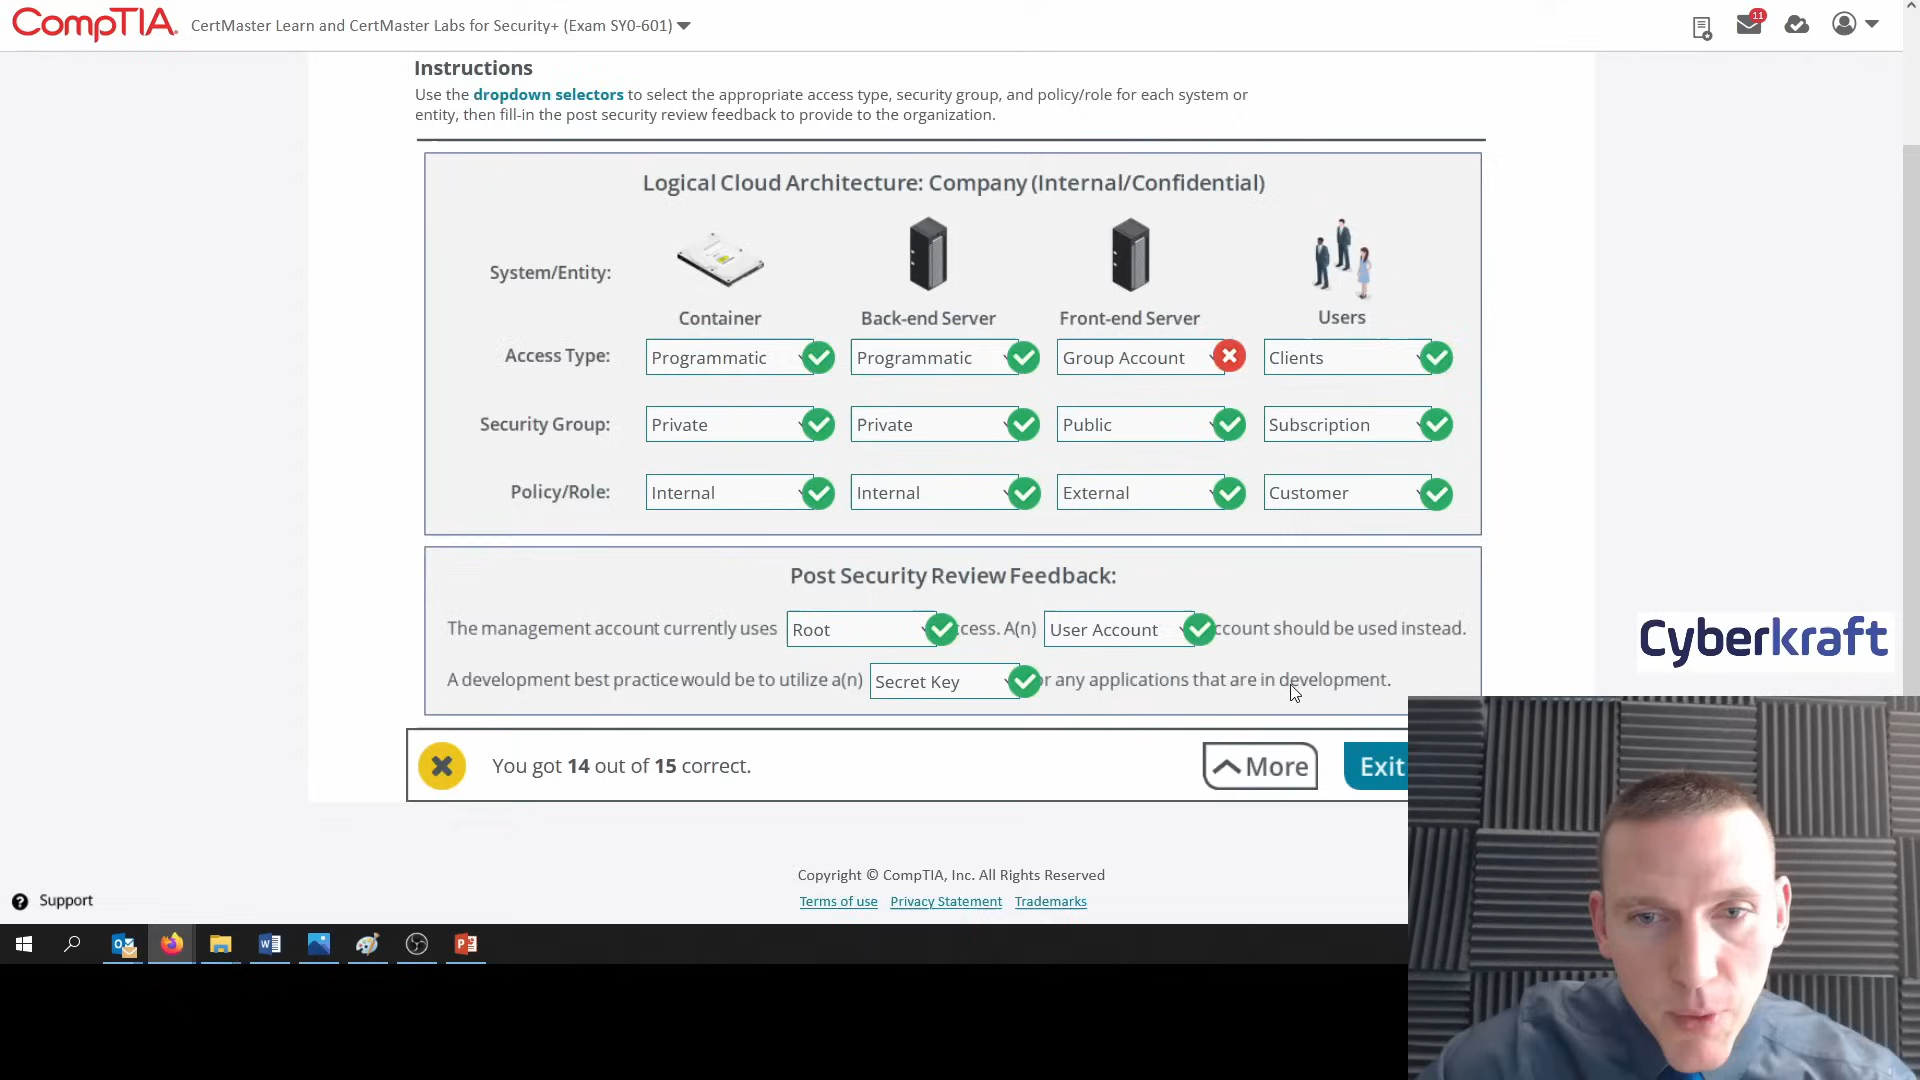 CompTIA.
CertMaster Learn and CertMaster Labs for Security+ (Exam SY0-601)
11
Instructions
Use the dropdown selectors to select the appropriate access type, security group, and policy/role for each system or
entity, then fill-in the post security review feedback to provide to the organization.
Logical Cloud Architecture: Company (Internal/Confidential)
System/Entity:
Container Back-end Server Front-end Server Users
Access Type: Programmatic Programmatic Group Account Clients
Security Group: Private Private Public Subscription
Policy/Role: Internal Internal External Customer
Post Security Review Feedback:
The management account currently uses Root cess. A(n) User Account ccount should be used instead.
A development best practice would be to utilize a(n) Secret Key or any applications that are in development.
You got 14 out of 15 correct.
More
Exit
Cyberkraft
Copyright © CompTIA, Inc. All Rights Reserved
Terms of use Privacy Statement Trademarks
? Support